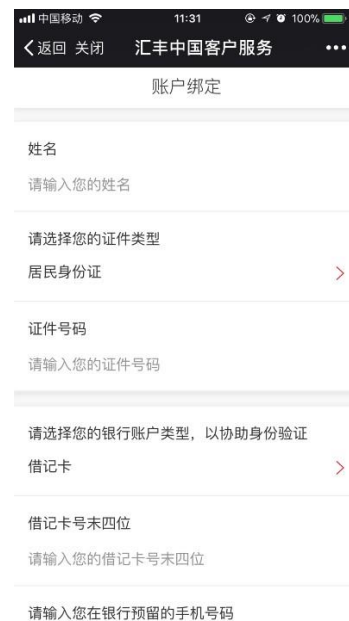 中国移动 11:31 100%
返回 关闭 汇丰中国客户服务
账户绑定
姓名
请输入您的姓名
请选择您的证件类型
居民身份证
证件号码
请输入您的证件号码
请选择您的银行账户类型，以协助身份验证
借记卡
借记卡号末四位
请输入您的借记卡号末四位
请输入您在银行预留的手机号码